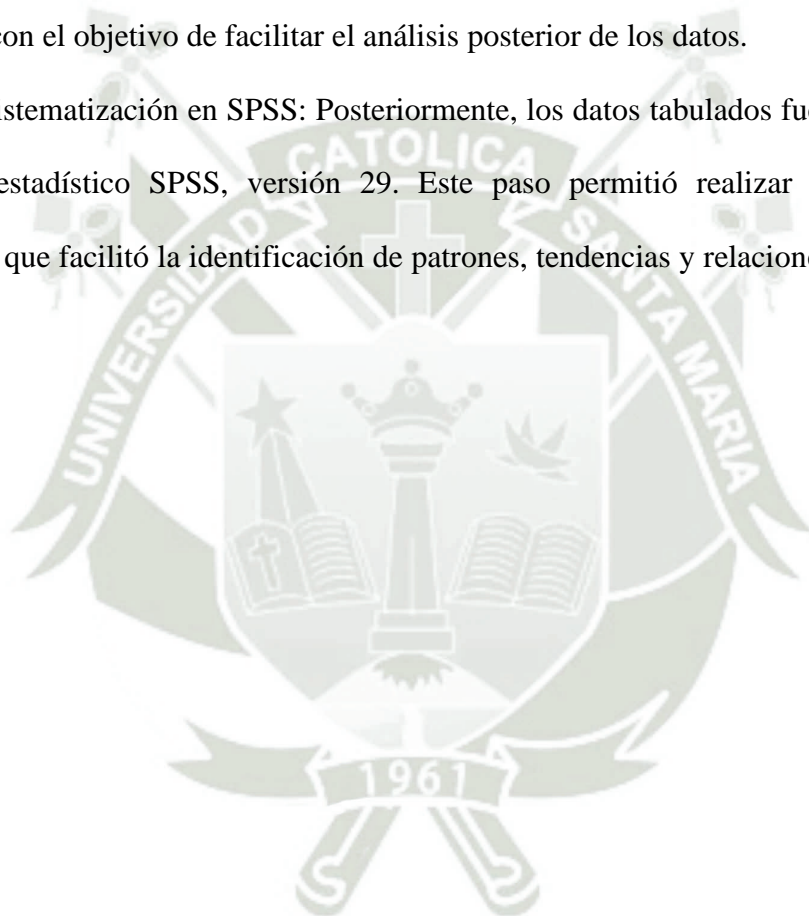 con el objetivo de facilitar el análisis posterior de los datos.
istematización en SPSS: Posteriormente, los datos tabulados fu
estadístico SPSS, versión 29. Este paso permitió realizar
que facilitó la identificación de patrones, tendencias y relacion
UNIVERSIDAD CATOLICA SANTA MARIA
1961